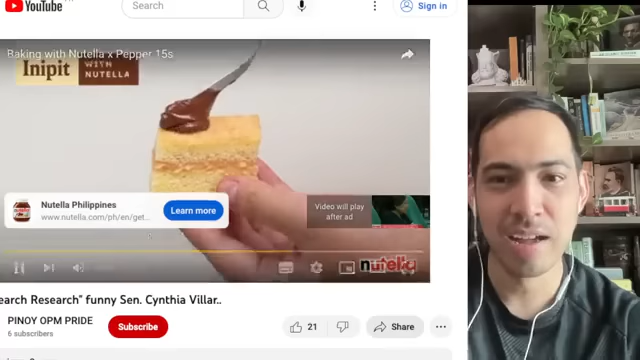 YouTube
Search
Sign in
Baking with Nutella x Pepper 15s
Inipit WITH NUTELLA
Nutella Philippines
www.nutella.com/ph/en/get...
Learn more
Video will play after ad
nutella
earch Research" funny Sen. Cynthia Villar..
PINOY OPM PRIDE
6 subscribers
Subscribe
21
Share